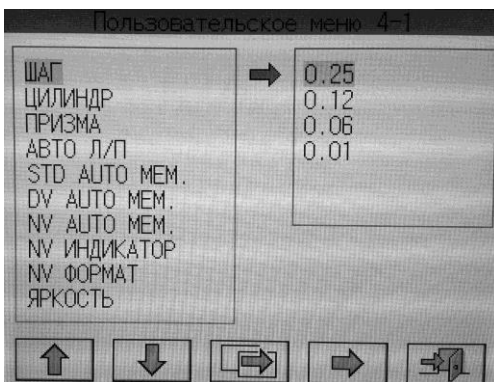 Пользовательское меню 4-1
ШАГ
ЦИЛИНДР
ПРИЗМА
АВТО Л/П
STD AUTO MEM.
DV AUTO MEM.
NV AUTO MEM.
NV ИНДИКАТОР
NV ФОРМАТ
ЯРКОСТЬ
0.25
0.12
0.06
0.01